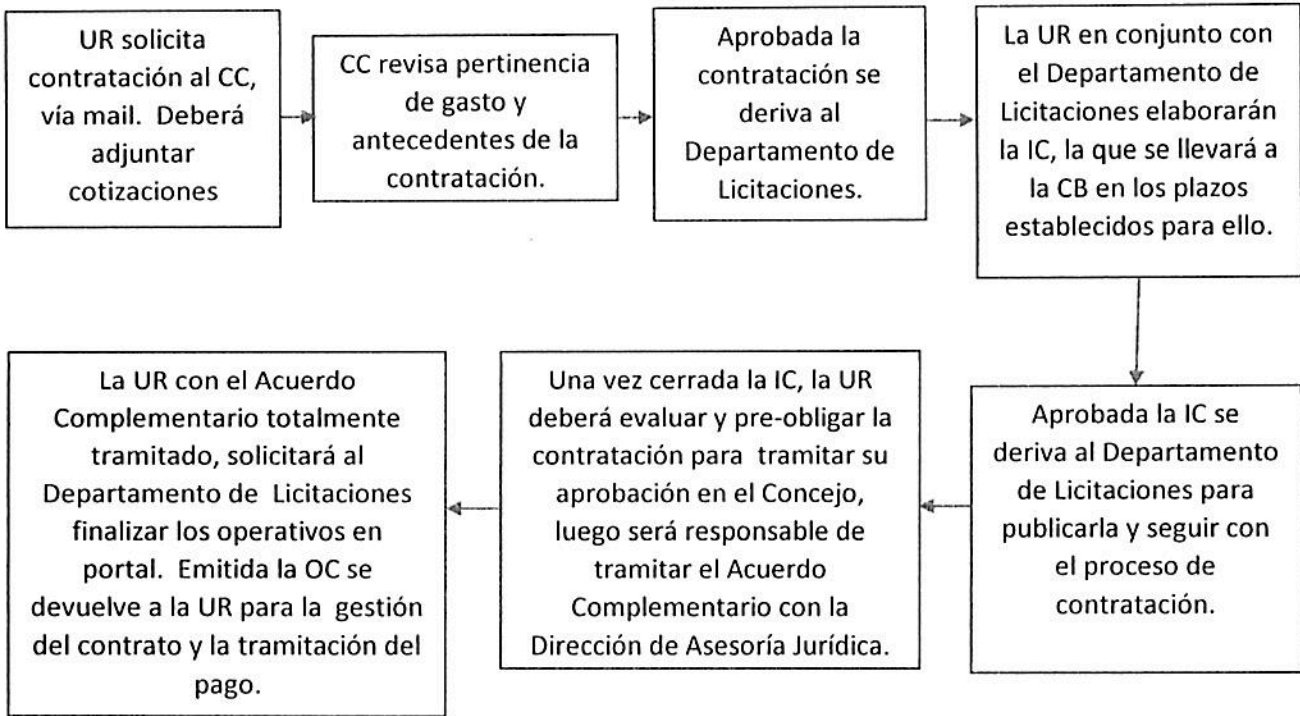 UR solicita
contratación al CC,
vía mail. Deberá
adjuntar
cotizaciones
CC revisa pertinencia
de gasto y
antecedentes de la
contratación.
Aprobada la
contratación se
deriva al
Departamento de
Licitaciones.
La UR en conjunto con
el Departamento de
Licitaciones elaborarán
la IC, la que se llevará a
la CB en los plazos
establecidos para ello.
Aprobada la IC se
deriva al Departamento
de Licitaciones para
publicarla y seguir con
el proceso de
contratación.
Una vez cerrada la IC, la UR
deberá evaluar y pre-obligar la
contratación para tramitar su
aprobación en el Concejo,
luego será responsable de
tramitar el Acuerdo
Complementario con la
Dirección de Asesoría Jurídica.
La UR con el Acuerdo
Complementario totalmente
tramitado, solicitará al
Departamento de Licitaciones
finalizar los operativos en
portal. Emitida la OC se
devuelve a la UR para la gestión
del contrato y la tramitación del
pago.